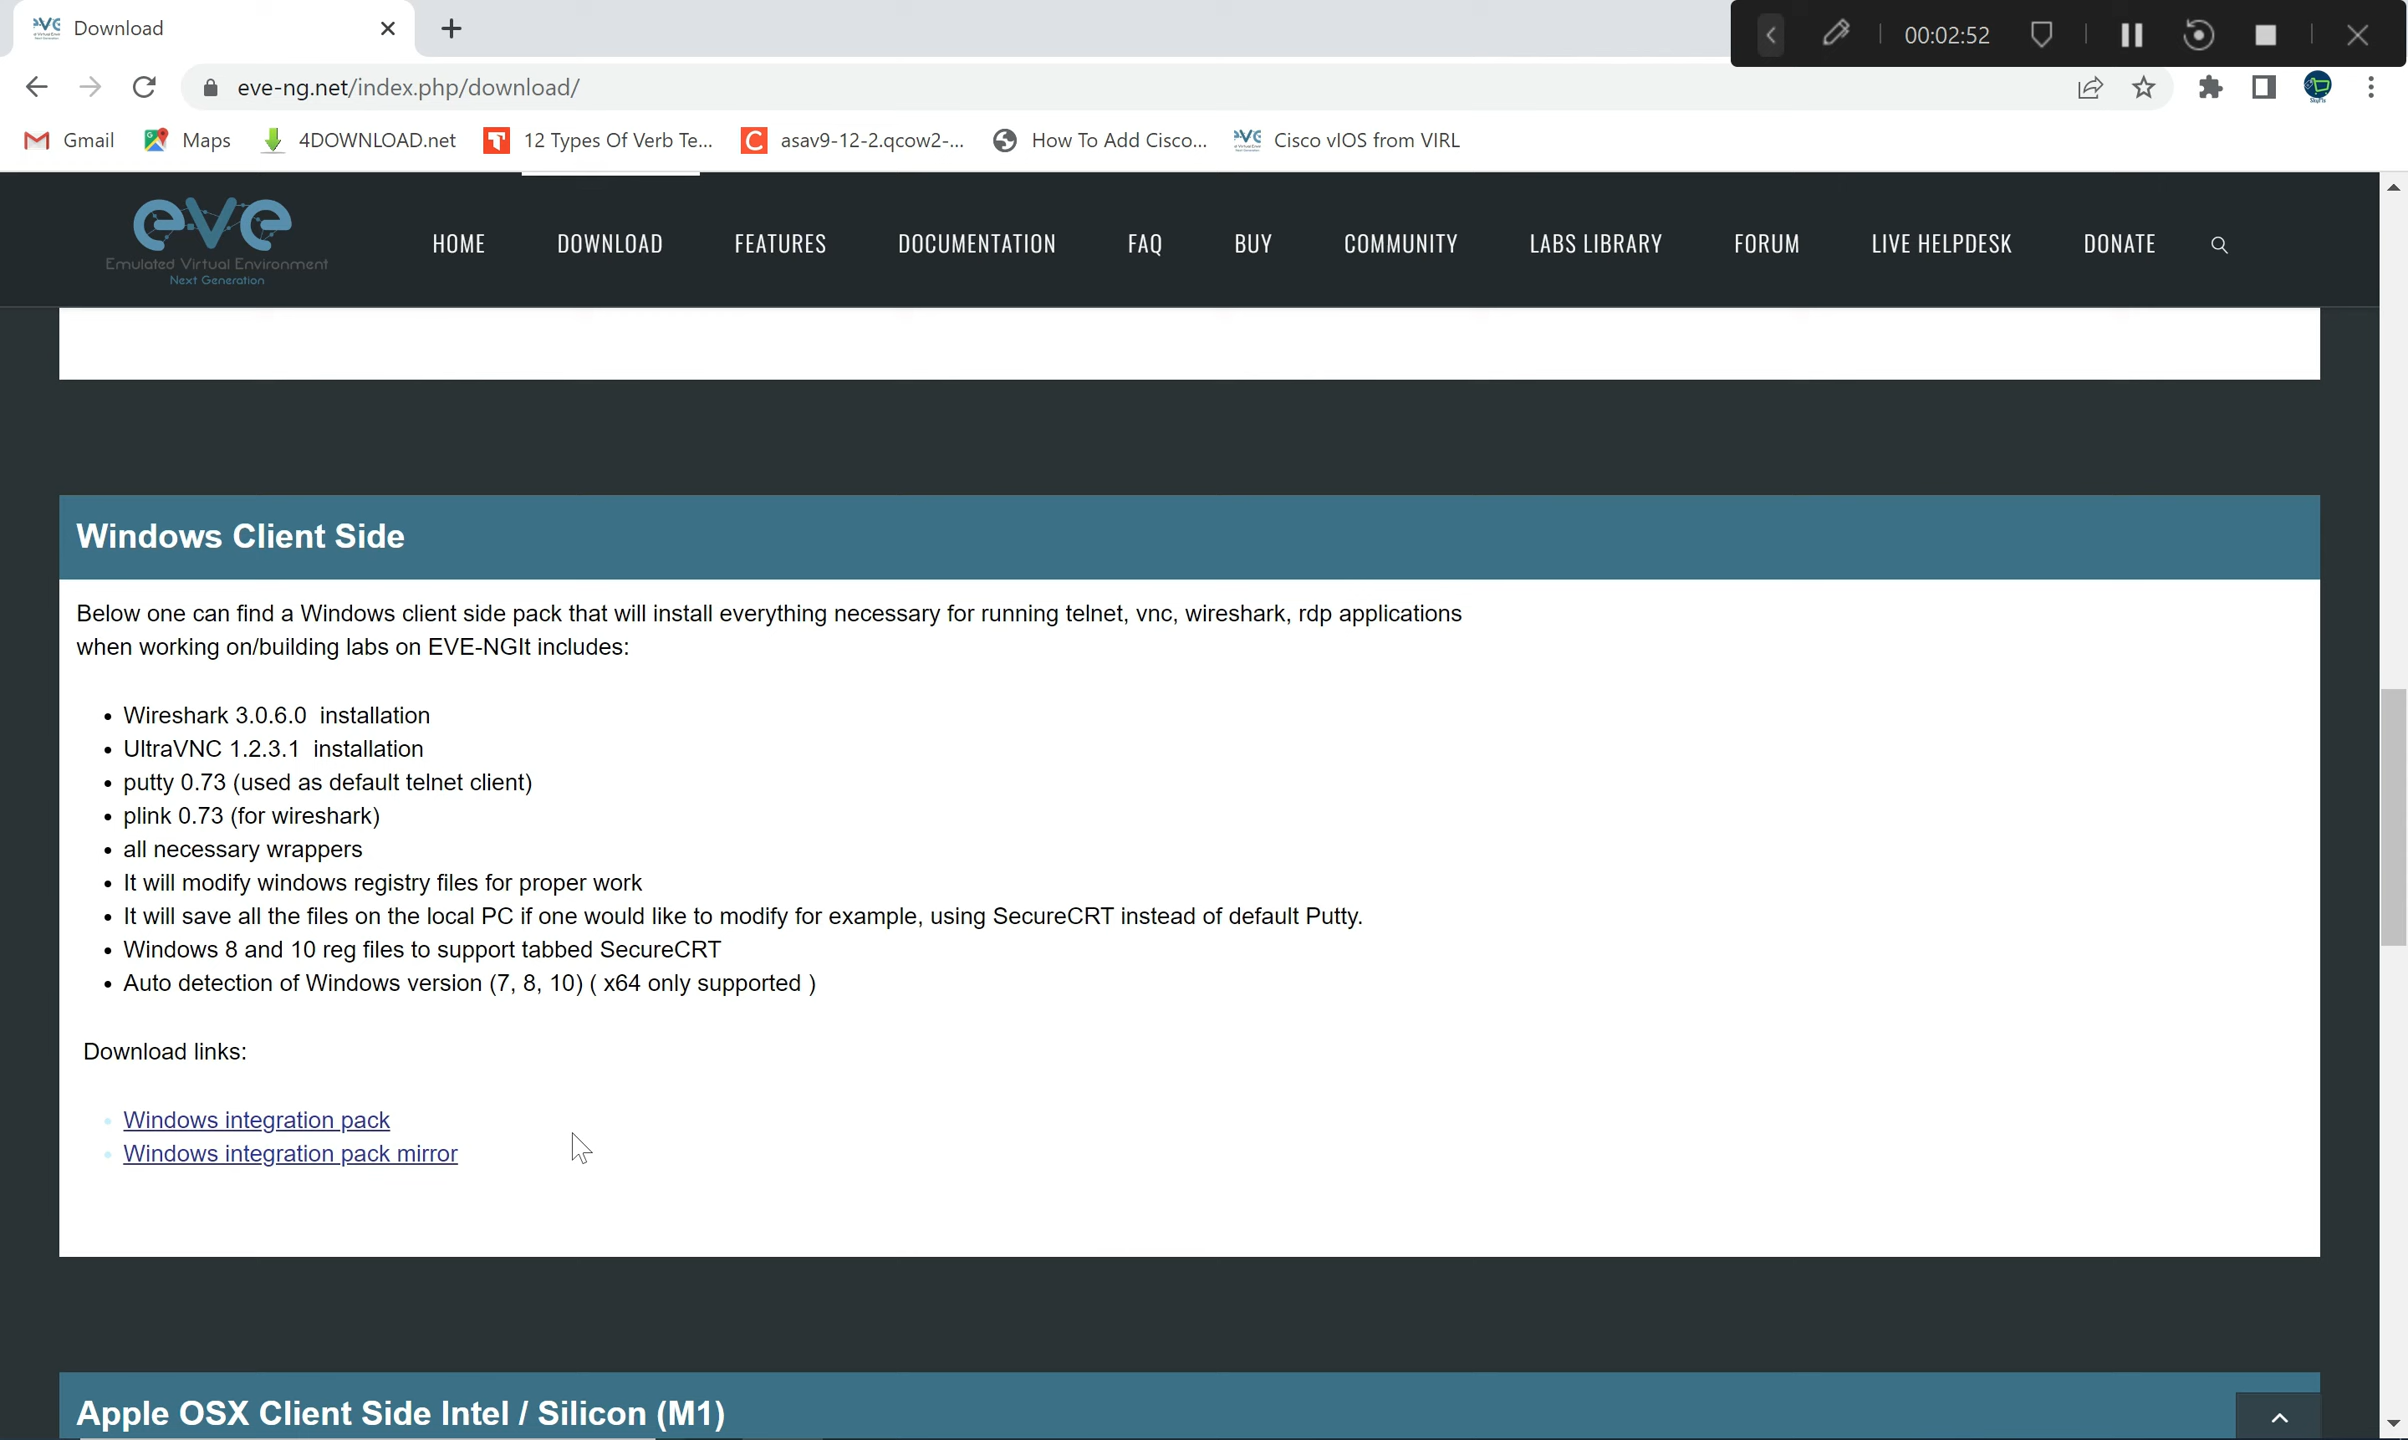 Download
00:02:52
eve-ng.net/index.php/download/
Gmail
Maps
4DOWNLOAD.net
12 Types Of Verb Te...
asav9-12-2.qcow2-...
How To Add Cisco...
Cisco vIOS from VIRL
eve
Emulated Virtual Environment
Next Generation
HOME
DOWNLOAD
FEATURES
DOCUMENTATION
FAQ
BUY
COMMUNITY
LABS LIBRARY
FORUM
LIVE HELPDESK
DONATE
Windows Client Side
Below one can find a Windows client side pack that will install everything necessary for running telnet, vnc, wireshark, rdp applications
when working on/building labs on EVE-NGIt includes:
• Wireshark 3.0.6.0 installation
• UltraVNC 1.2.3.1 installation
• putty 0.73 (used as default telnet client)
• plink 0.73 (for wireshark)
• all necessary wrappers
• It will modify windows registry files for proper work
• It will save all the files on the local PC if one would like to modify for example, using SecureCRT instead of default Putty.
• Windows 8 and 10 reg files to support tabbed SecureCRT
• Auto detection of Windows version (7, 8, 10) ( x64 only supported )
Download links:
• Windows integration pack
• Windows integration pack mirror
Apple OSX Client Side Intel / Silicon (M1)